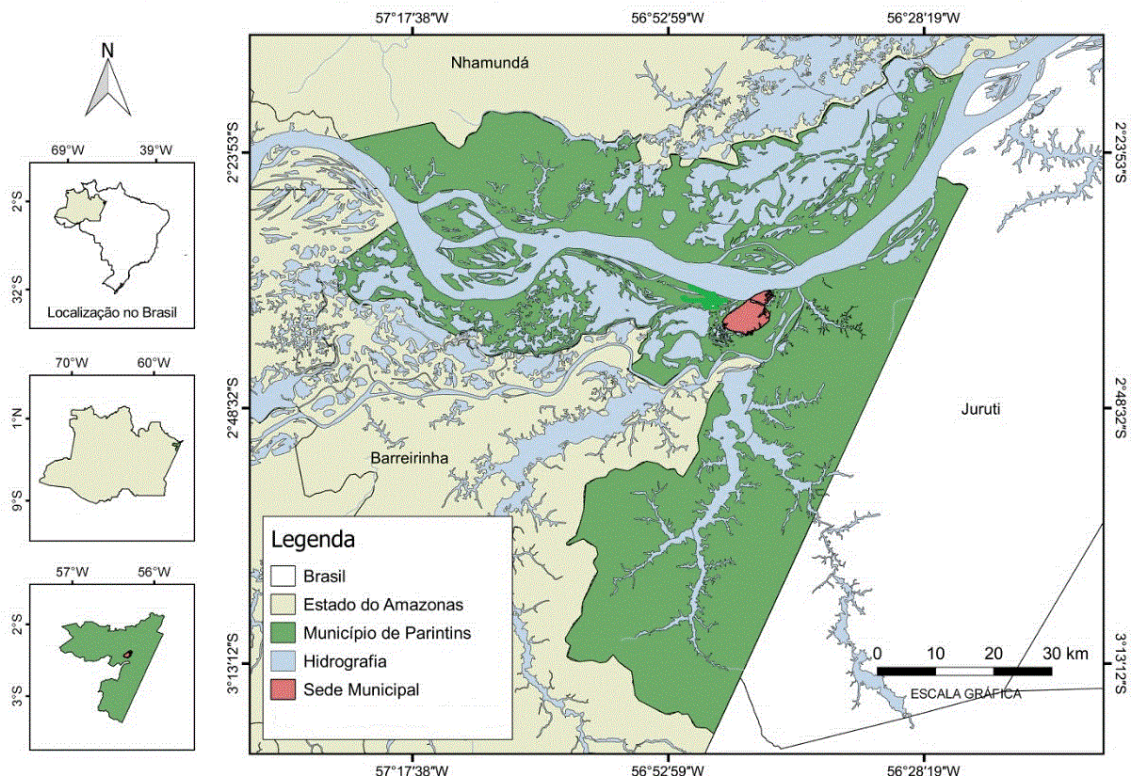 57°17'38"W 56°52'59"W 56°28'19"W
N
Nhamundá
2°23'53"S
2°23'53"S
69°W 39°W
2°S
32°S
Localização no Brasil
70°W 60°W
1°N
9°S
2°48'32"S
2°48'32"S
Juruti
Barreirinha
Legenda
Brasil
Estado do Amazonas
Município de Parintins
Hidrografia
Sede Municipal
57°W 56°W
2°S
3°S
3°13'12"S
3°13'12"S
0 10 20 30 km
ESCALA GRÁFICA
57°17'38"W 56°52'59"W 56°28'19"W